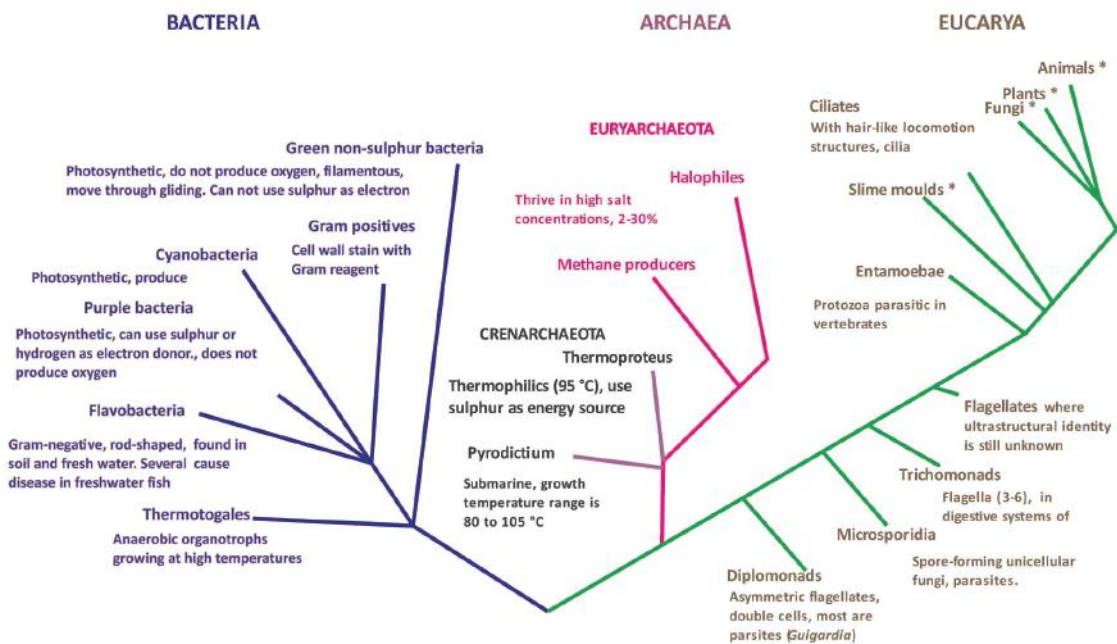 BACTERIA
ARCHAEA
EUCARYA
Green non-sulphur bacteria
Photosynthetic, do not produce oxygen, filamentous,
move through gliding. Can not use sulphur as electron
Gram positives
Cell wall stain with
Gram reagent
Cyanobacteria
Photosynthetic, produce
Purple bacteria
Photosynthetic, can use sulphur or
hydrogen as electron donor., does not
produce oxygen
Flavobacteria
Gram-negative, rod-shaped, found in
soil and fresh water. Several cause
disease in freshwater fish
Thermotogales
Anaerobic organotrophs
growing at high temperatures
EURYARCHAEOTA
Halophiles
Thrive in high salt
concentrations, 2-30%
Methane producers
CRENARCHAEOTA
Thermoproteus
Thermophilics (95 °C), use
sulphur as energy source
Pyrodictium
Submarine, growth
temperature range is
80 to 105 °C
Animals *
Plants *
Fungi *
Ciliates
With hair-like locomotion
structures, cilia
Slime moulds *
Entamoebae
Protozoa parasitic in
vertebrates
Flagellates where
ultrastructural identity
is still unknown
Trichomonads
Flagella (3-6), in
digestive systems of
Microsporidia
Spore-forming unicellular
fungi, parasites.
Diplomonads
Asymmetric flagellates,
double cells, most are
parsites (Guigardia)